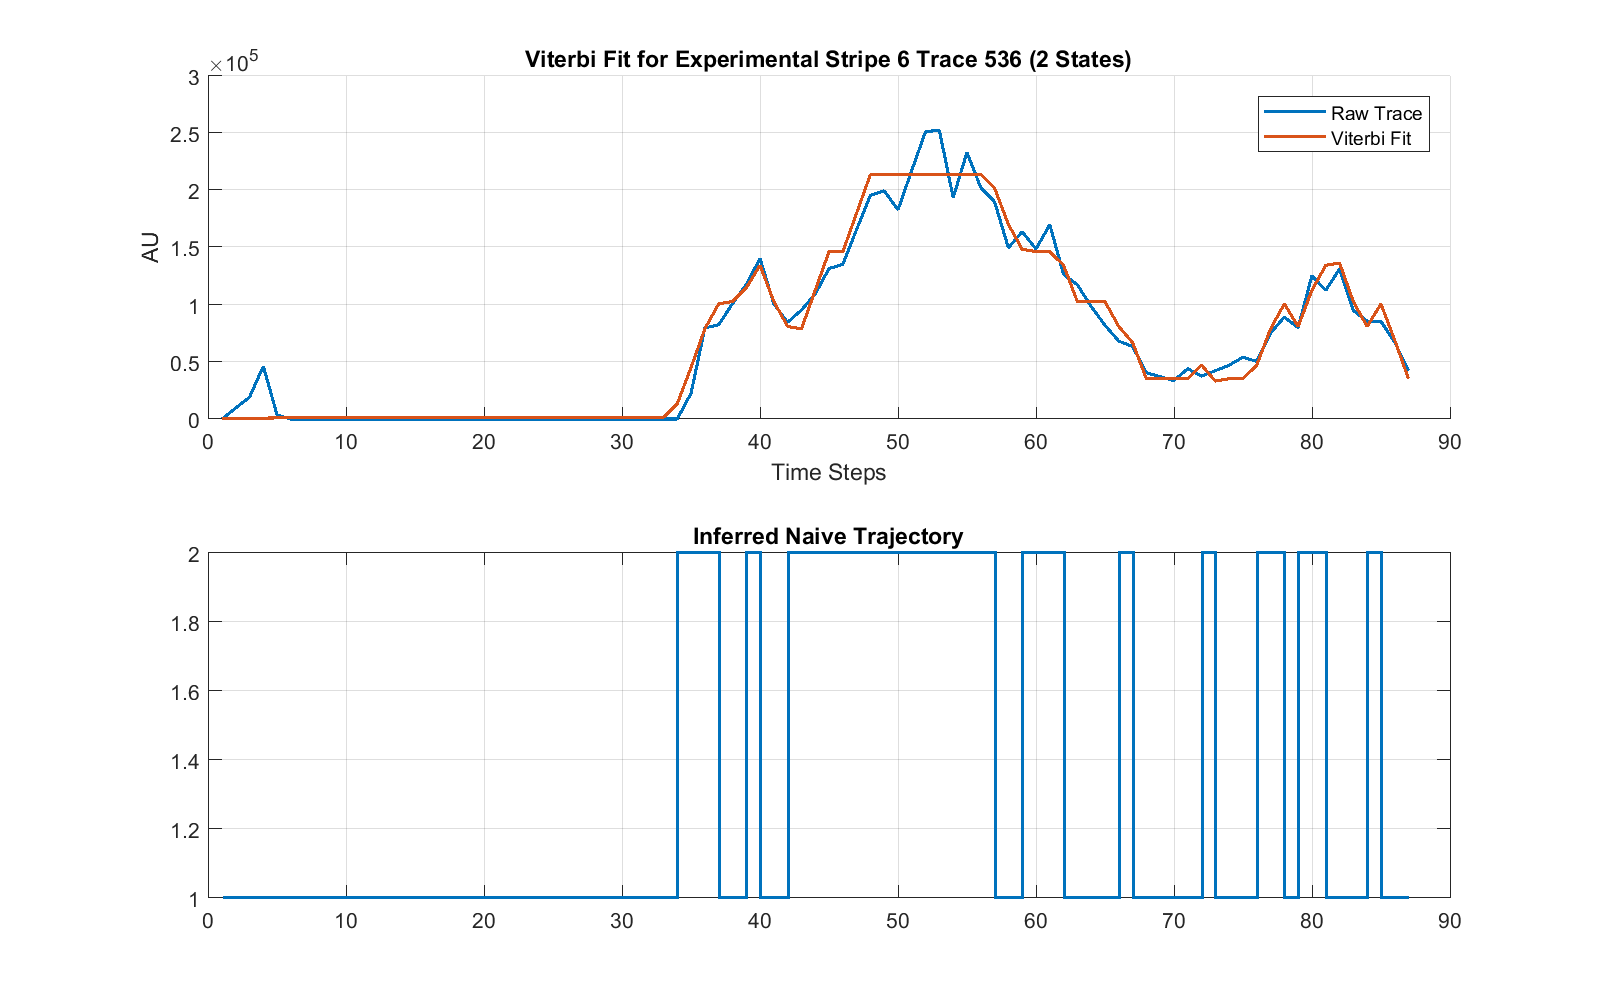 Viterbi Fit for Experimental Stripe 6 Trace 536 (2 States)
×10^5
3
2.5
2
1.5
1
0.5
0
AU
Raw Trace
Viterbi Fit
0 10 20 30 40 50 60 70 80 90
Time Steps
Inferred Naive Trajectory
2
1.8
1.6
1.4
1.2
1
0 10 20 30 40 50 60 70 80 90